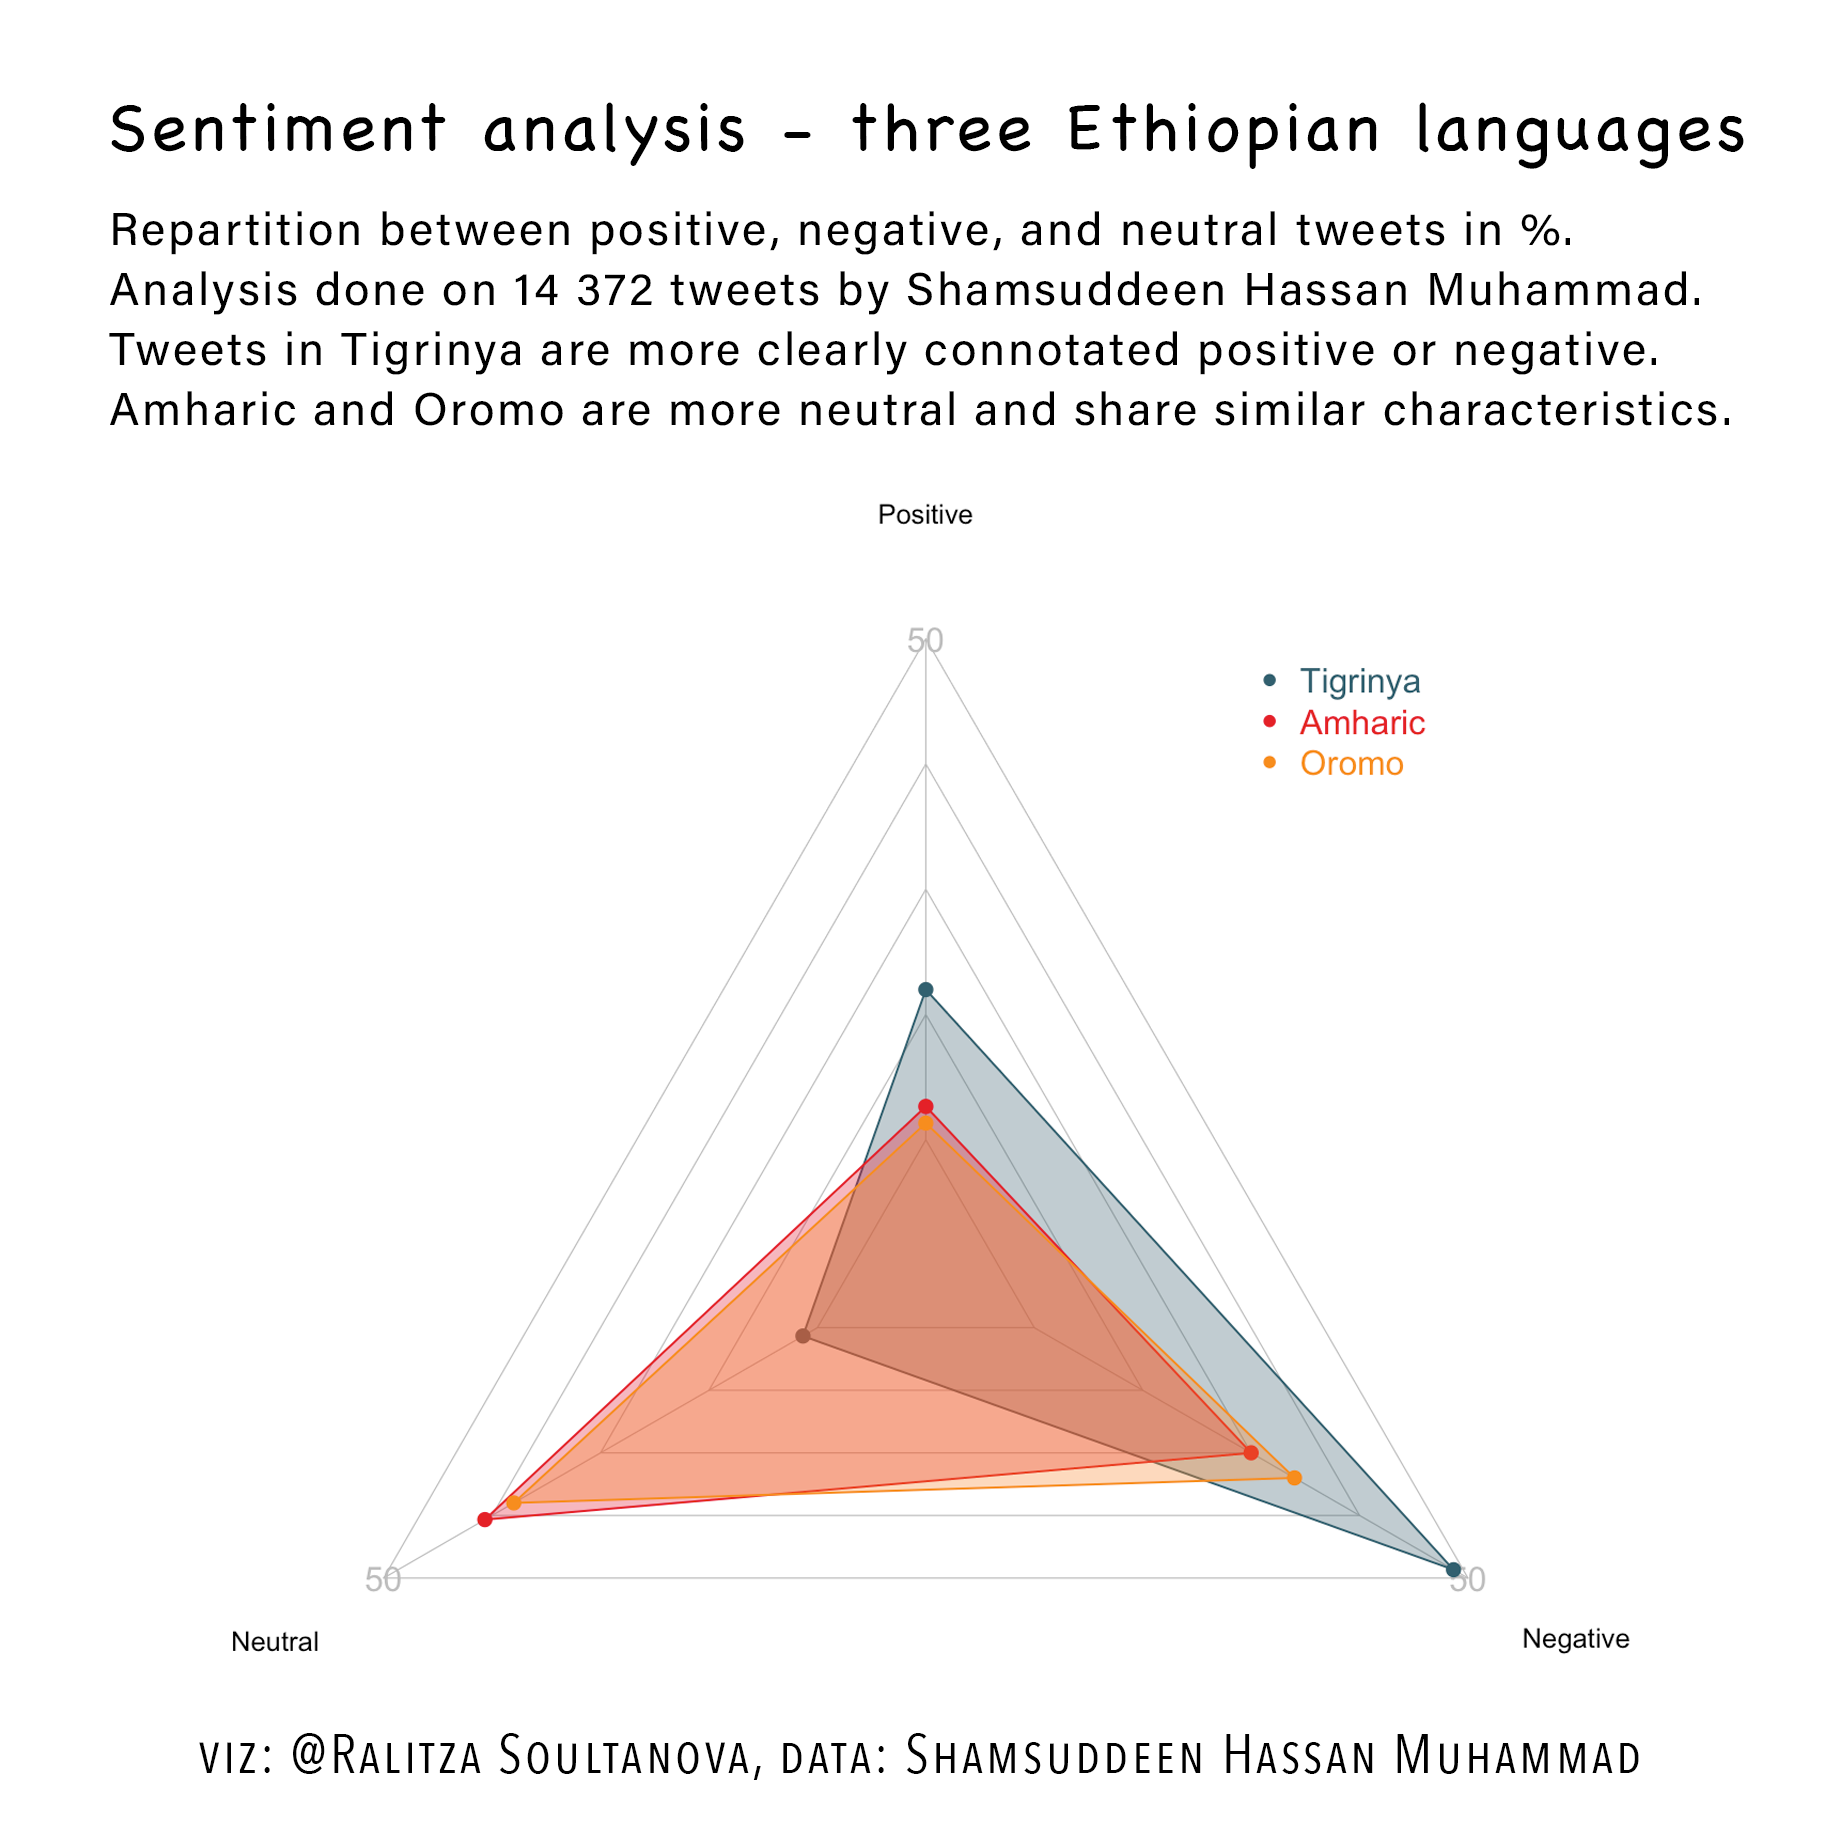 Sentiment analysis - three Ethiopian languages
Repartition between positive, negative, and neutral tweets in %.
Analysis done on 14 372 tweets by Shamsuddeen Hassan Muhammad.
Tweets in Tigrinya are more clearly connotated positive or negative.
Amharic and Oromo are more neutral and share similar characteristics.
Positive
50
Tigrinya
Amharic
Oromo
50
50
Neutral
Negative
viz: @Ralitza Soultanova, data: Shamsuddeen Hassan Muhammad